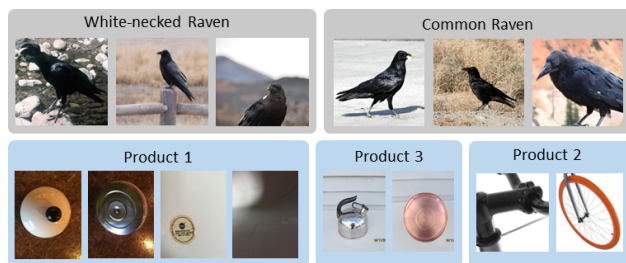 White-necked Raven
Common Raven
Product 1
Product 3
Product 2